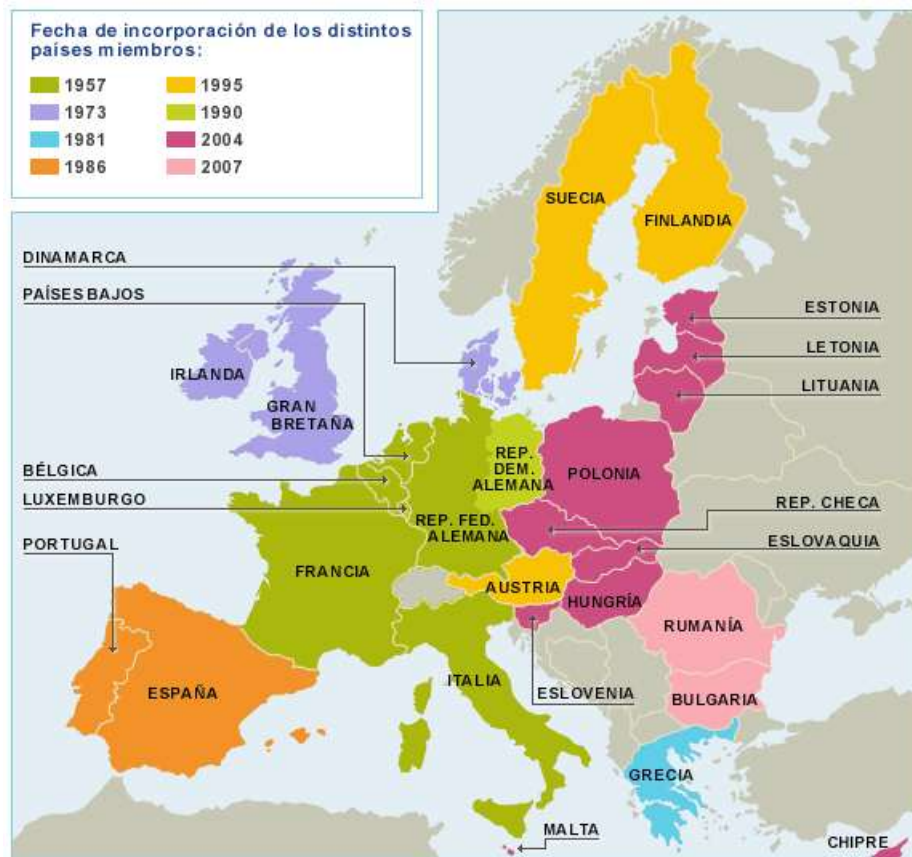 Fecha de incorporación de los distintos
países miembros:
1957
1973
1981
1986
1995
1990
2004
2007
SUECIA
FINLANDIA
DINAMARCA
PAÍSES BAJOS
IRLANDA
GRAN
BRETAÑA
ESTONIA
LETONIA
LITUANIA
BÉLGICA
LUXEMBURGO
PORTUGAL
REP.
DEM.
ALEMANA
POLONIA
REP. FED.
ALEMANA
REP. CHECA
ESLOVAQUIA
FRANCIA
AUSTRIA
HUNGRÍA
RUMANÍA
ESPAÑA
ITALIA
ESLOVENIA
BULGARIA
GRECIA
MALTA
CHIPRE